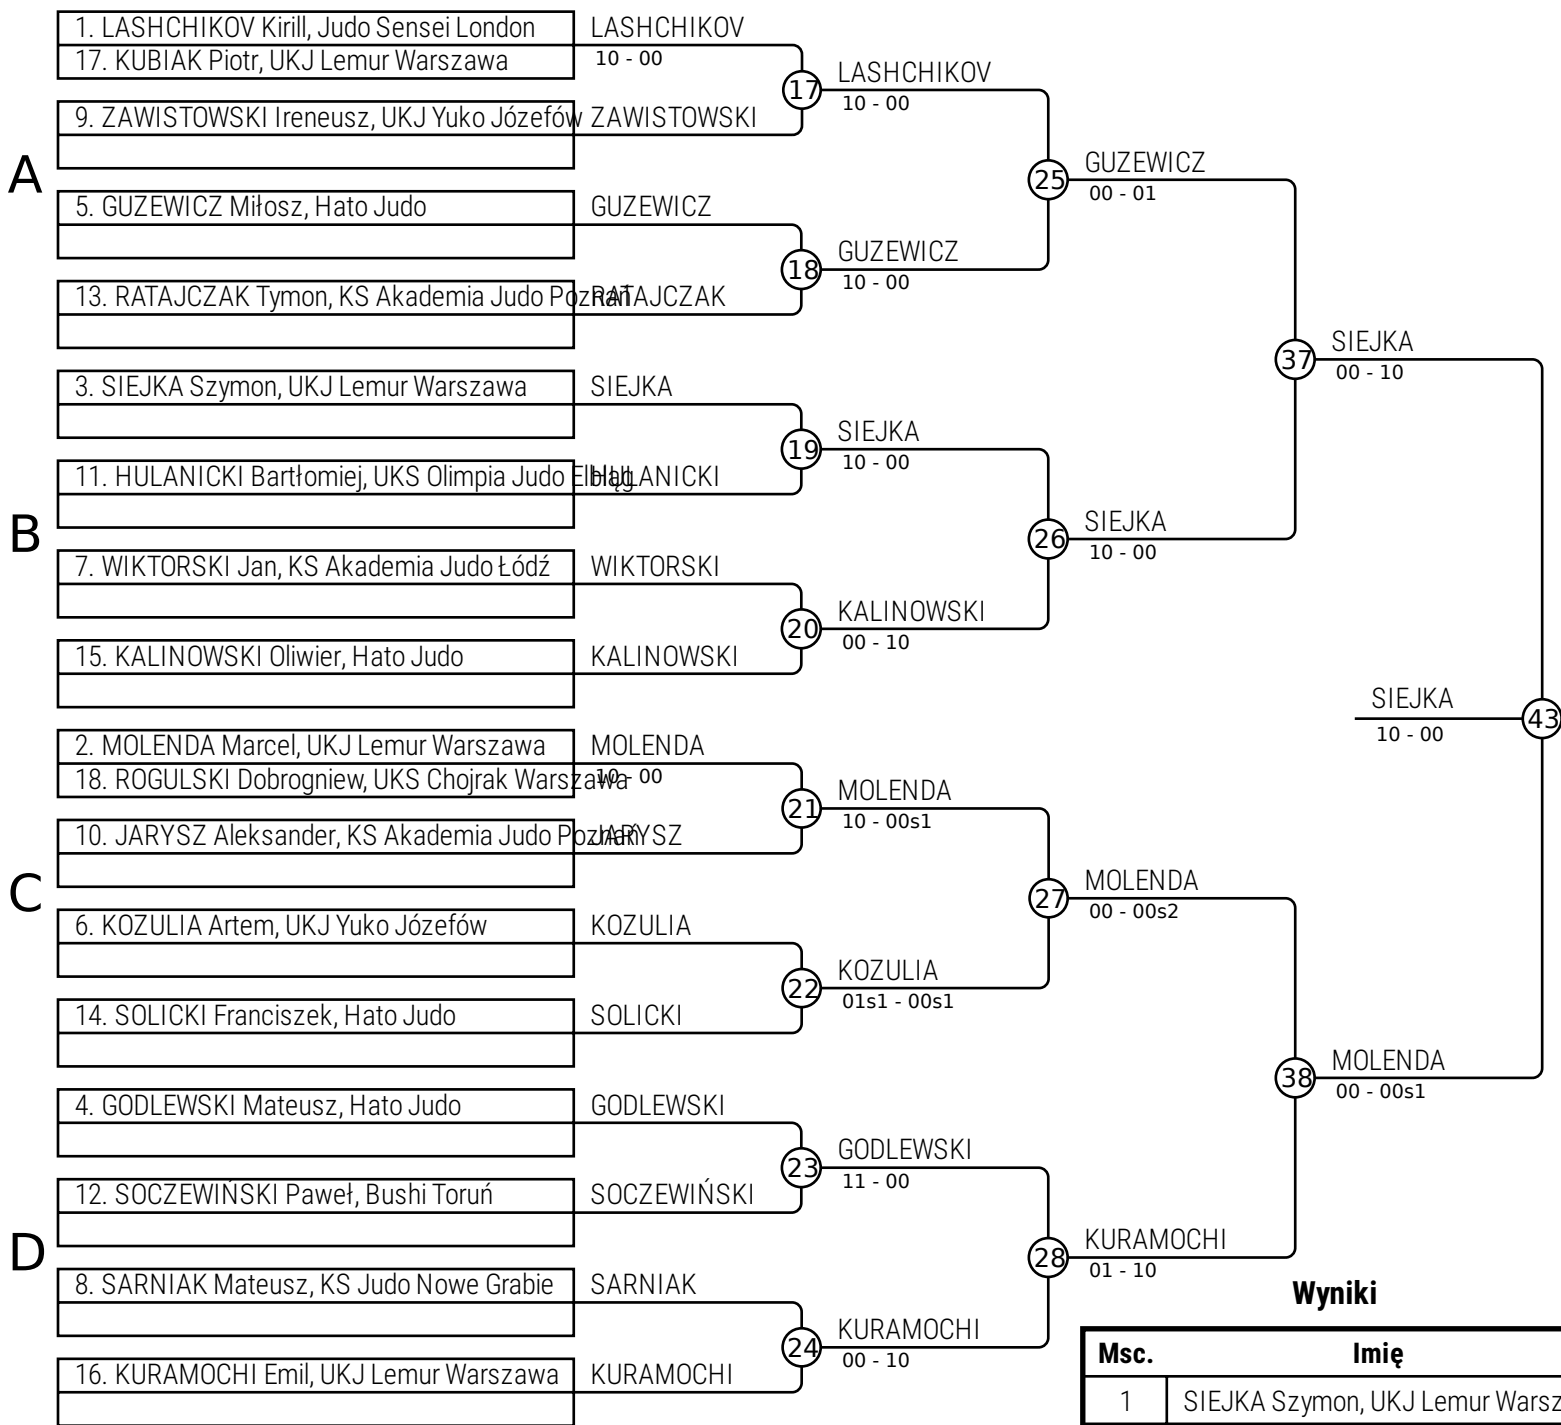 1. LASHCHIKOV Kirill, Judo Sensei London
17. KUBIAK Piotr, UKJ Lemur Warszawa
LASHCHIKOV
10 - 00
9. ZAWISTOWSKI Ireneusz, UKJ Yuko Józefów
ZAWISTOWSKI
17
LASHCHIKOV
10 - 00
A
5. GUZEWICZ Miłosz, Hato Judo
GUZEWICZ
13. RATAJCZAK Tymon, KS Akademia Judo Poznań
RATAJCZAK
18
GUZEWICZ
10 - 00
25
GUZEWICZ
00 - 01
3. SIEJKA Szymon, UKJ Lemur Warszawa
SIEJKA
11. HULANICKI Bartłomiej, UKS Olimpia Judo Elbląg
HULANICKI
19
SIEJKA
10 - 00
B
7. WIKTORSKI Jan, KS Akademia Judo Łódź
WIKTORSKI
15. KALINOWSKI Oliwier, Hato Judo
KALINOWSKI
20
KALINOWSKI
00 - 10
26
SIEJKA
10 - 00
37
SIEJKA
00 - 10
2. MOLENDA Marcel, UKJ Lemur Warszawa
18. ROGULSKI Dobrogniew, UKS Chojrak Warszawa
MOLENDA
10 - 00
10. JARYSZ Aleksander, KS Akademia Judo Poznań
JARYSZ
21
MOLENDA
10 - 00s1
C
6. KOZULIA Artem, UKJ Yuko Józefów
KOZULIA
14. SOLICKI Franciszek, Hato Judo
SOLICKI
22
KOZULIA
01s1 - 00s1
27
MOLENDA
00 - 00s2
4. GODLEWSKI Mateusz, Hato Judo
GODLEWSKI
12. SOCZEWIŃSKI Paweł, Bushi Toruń
SOCZEWIŃSKI
23
GODLEWSKI
11 - 00
D
8. SARNIAK Mateusz, KS Judo Nowe Grabie
SARNIAK
16. KURAMOCHI Emil, UKJ Lemur Warszawa
KURAMOCHI
24
KURAMOCHI
00 - 10
28
KURAMOCHI
01 - 10
38
MOLENDA
00 - 00s1
SIEJKA
10 - 00
43
Wyniki
Msc. Imię
1 SIEJKA Szymon, UKJ Lemur Warsz